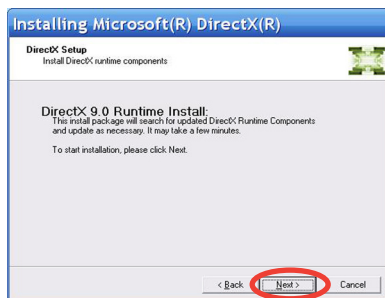 Installing Microsoft(R) DirectX(R)
DirectX Setup
Install DirectX runtime components
DirectX 9.0 Runtime Install:
This install package will search for updated DirectX Runtime Components
and update as necessary. It may take a few minutes.
To start installation, please click Next.
< Back Next > Cancel